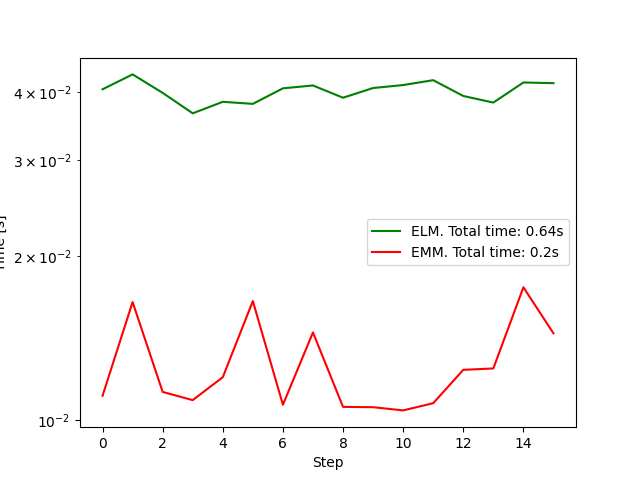 4 × 10⁻²
3 × 10⁻²
2 × 10⁻²
10⁻²
ELM. Total time: 0.64s
EMM. Total time: 0.2s
0 2 4 6 8 10 12 14
Step